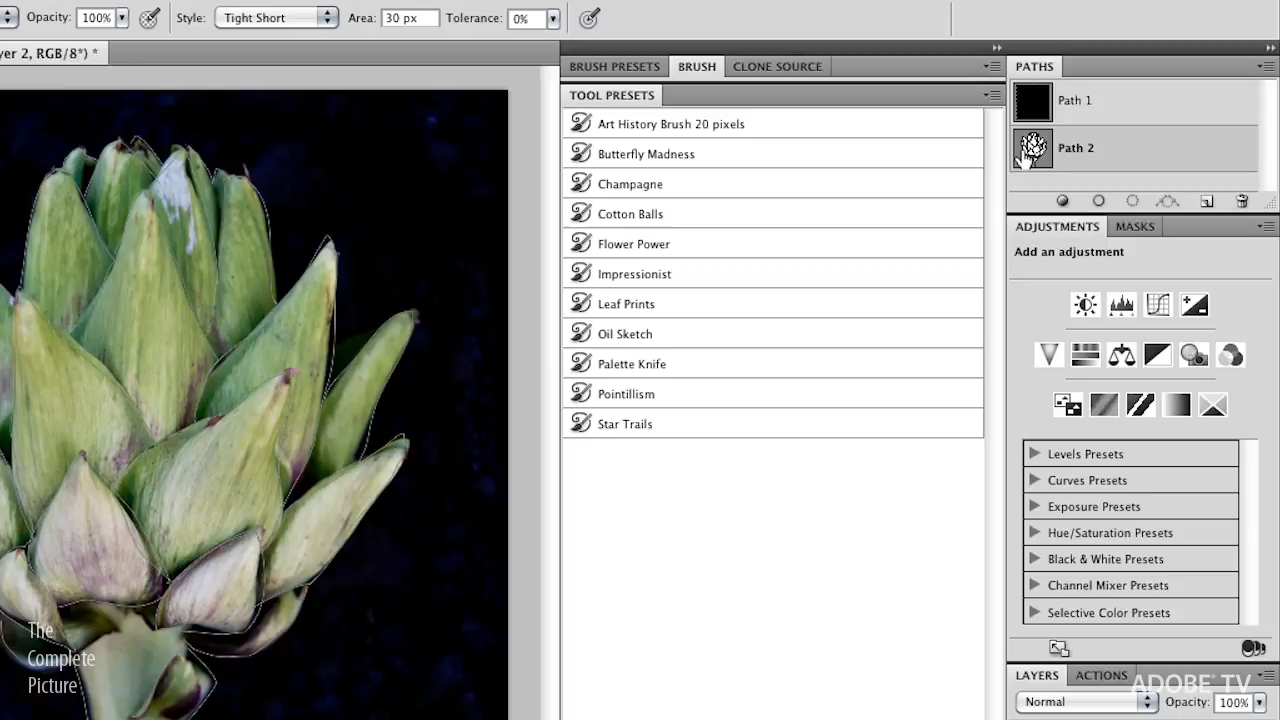 Opacity: 100% Style: Tight Short Area: 30 px Tolerance: 0%
yer 2, RGB/8*) *
BRUSH PRESETS BRUSH CLONE SOURCE
TOOL PRESETS
Art History Brush 20 pixels
Butterfly Madness
Champagne
Cotton Balls
Flower Power
Impressionist
Leaf Prints
Oil Sketch
Palette Knife
Pointillism
Star Trails
PATHS
Path 1
Path 2
ADJUSTMENTS MASKS
Add an adjustment
Levels Presets
Curves Presets
Exposure Presets
Hue/Saturation Presets
Black & White Presets
Channel Mixer Presets
Selective Color Presets
LAYERS ACTIONS
Normal Opacity: 100%
The
Complete
Picture
ADOBE® TV